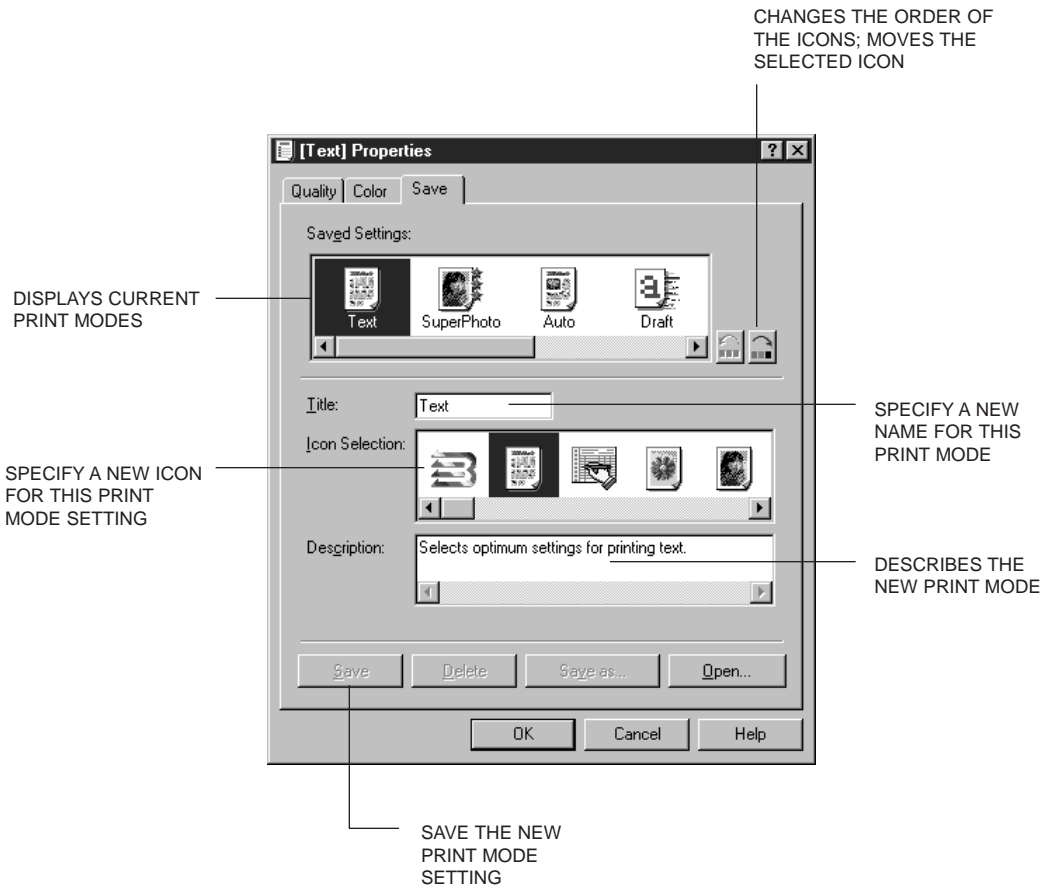 CHANGES THE ORDER OF
THE ICONS; MOVES THE
SELECTED ICON
[Text] Properties
Quality Color Save
Saved Settings:
Text SuperPhoto Auto Draft
DISPLAYS CURRENT
PRINT MODES
Title: Text
SPECIFY A NEW
NAME FOR THIS
PRINT MODE
Icon Selection:
SPECIFY A NEW ICON
FOR THIS PRINT
MODE SETTING
Description: Selects optimum settings for printing text.
DESCRIBES THE
NEW PRINT MODE
Save Delete Save as... Open...
OK Cancel Help
SAVE THE NEW
PRINT MODE
SETTING